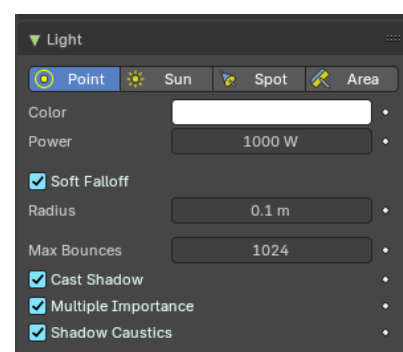 Light
Point Sun Spot Area
Color
Power 1000 W
Soft Falloff
Radius 0.1 m
Max Bounces 1024
Cast Shadow
Multiple Importance
Shadow Caustics